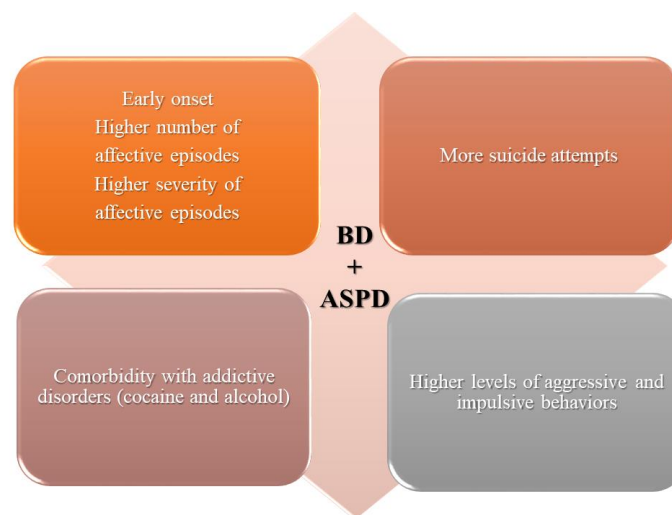 Early onset
Higher number of
affective episodes
Higher severity of
affective episodes
More suicide attempts
BD
+
ASPD
Comorbidity with addictive
disorders (cocaine and alcohol)
Higher levels of aggressive and
impulsive behaviors